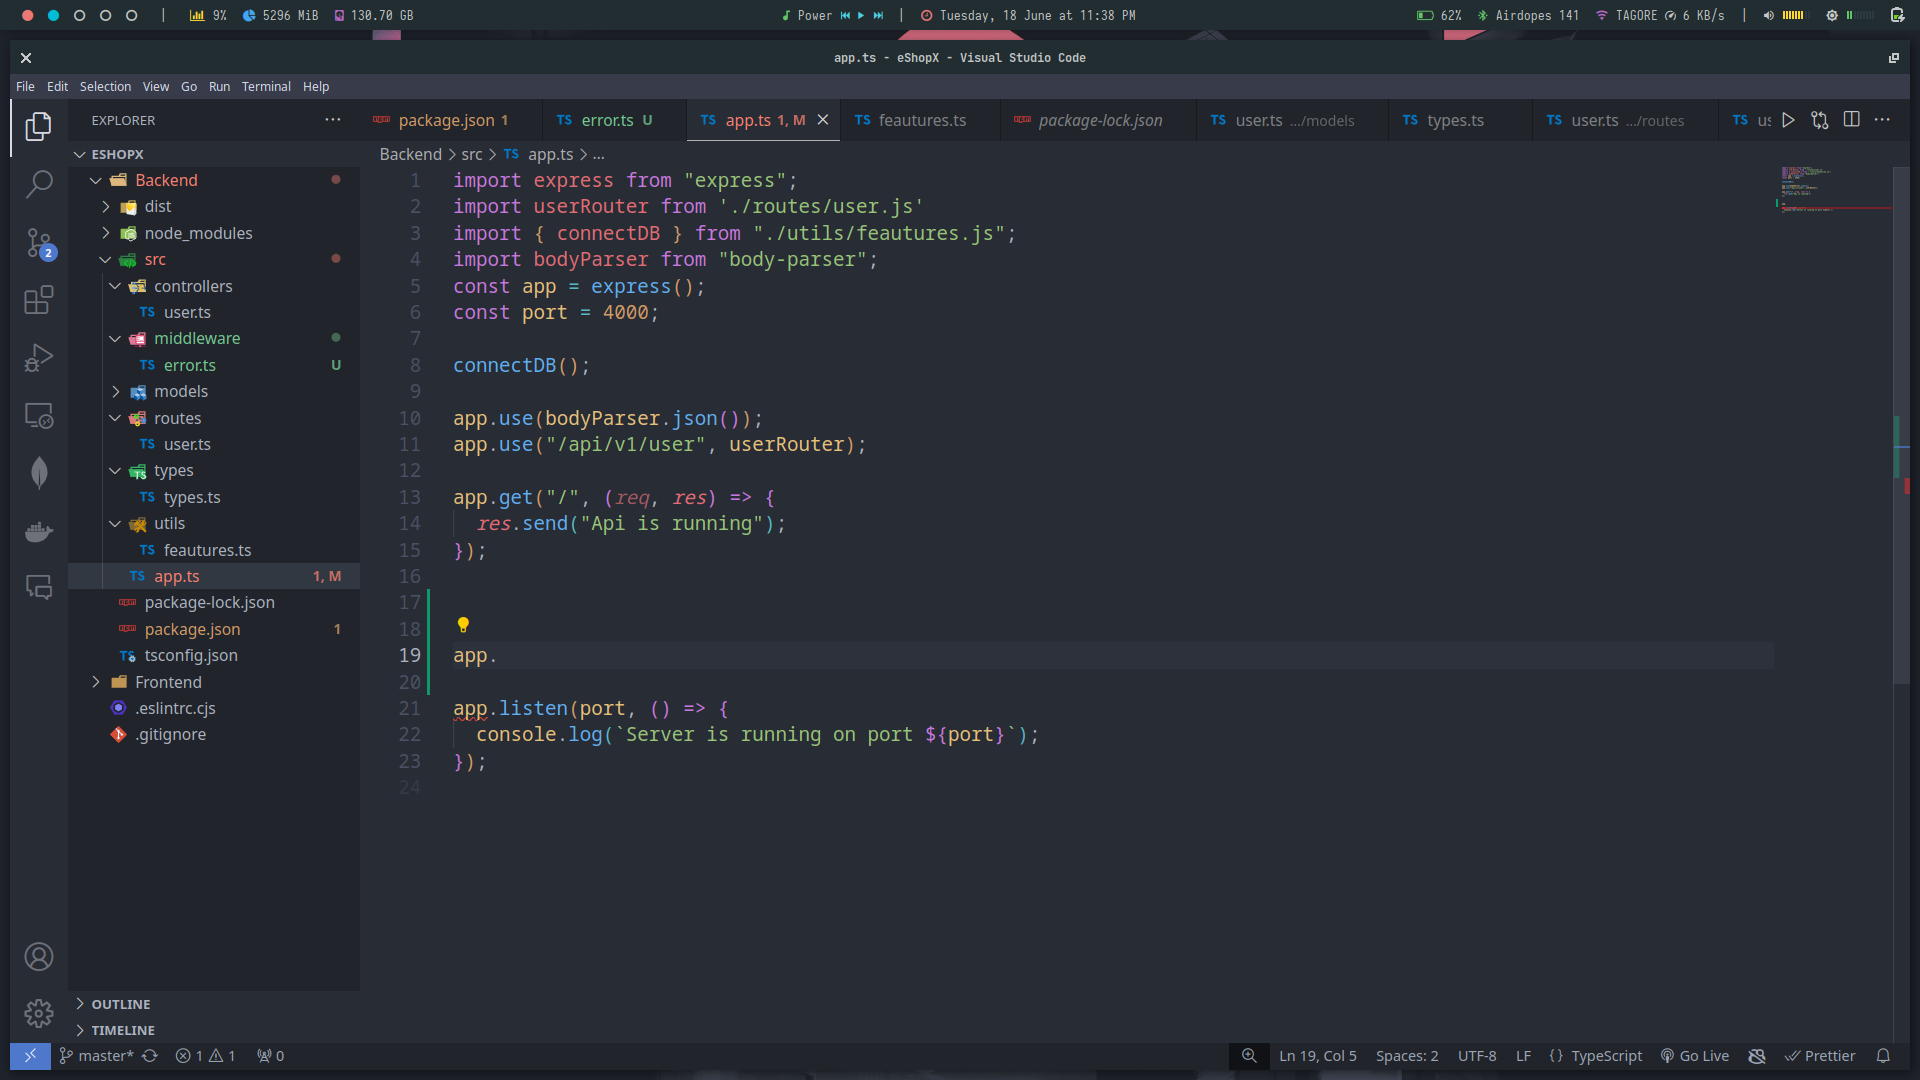 9% 5296 MiB 130.70 GB
Power
Tuesday, 18 June at 11:38 PM
62% Airdopes 141 TAGORE 6 KB/s
app.ts - eShopX - Visual Studio Code
File Edit Selection View Go Run Terminal Help
EXPLORER
package.json 1
TS error.ts U
TS app.ts 1, M
TS feautures.ts
package-lock.json
TS user.ts .../models
TS types.ts
TS user.ts .../routes
TS us
ESHOPX
Backend
dist
node_modules
src
controllers
TS user.ts
middleware
TS error.ts U
models
routes
TS user.ts
types
TS types.ts
utils
TS feautures.ts
TS app.ts 1, M
package-lock.json
package.json 1
TS tsconfig.json
Frontend
.eslintrc.cjs
.gitignore
OUTLINE
TIMELINE
2
Backend > src > TS app.ts > ...
1 import express from "express";
2 import userRouter from './routes/user.js'
3 import { connectDB } from "./utils/feautures.js";
4 import bodyParser from "body-parser";
5 const app = express();
6 const port = 4000;
7
8 connectDB();
9
10 app.use(bodyParser.json());
11 app.use("/api/v1/user", userRouter);
12
13 app.get("/", (req, res) => {
14 res.send("Api is running");
15 });
16
17
18
19 app.
20
21 app.listen(port, () => {
22 console.log(`Server is running on port ${port}`);
23 });
24
master* 1 1 0
Ln 19, Col 5 Spaces: 2 UTF-8 LF {} TypeScript Go Live Prettier